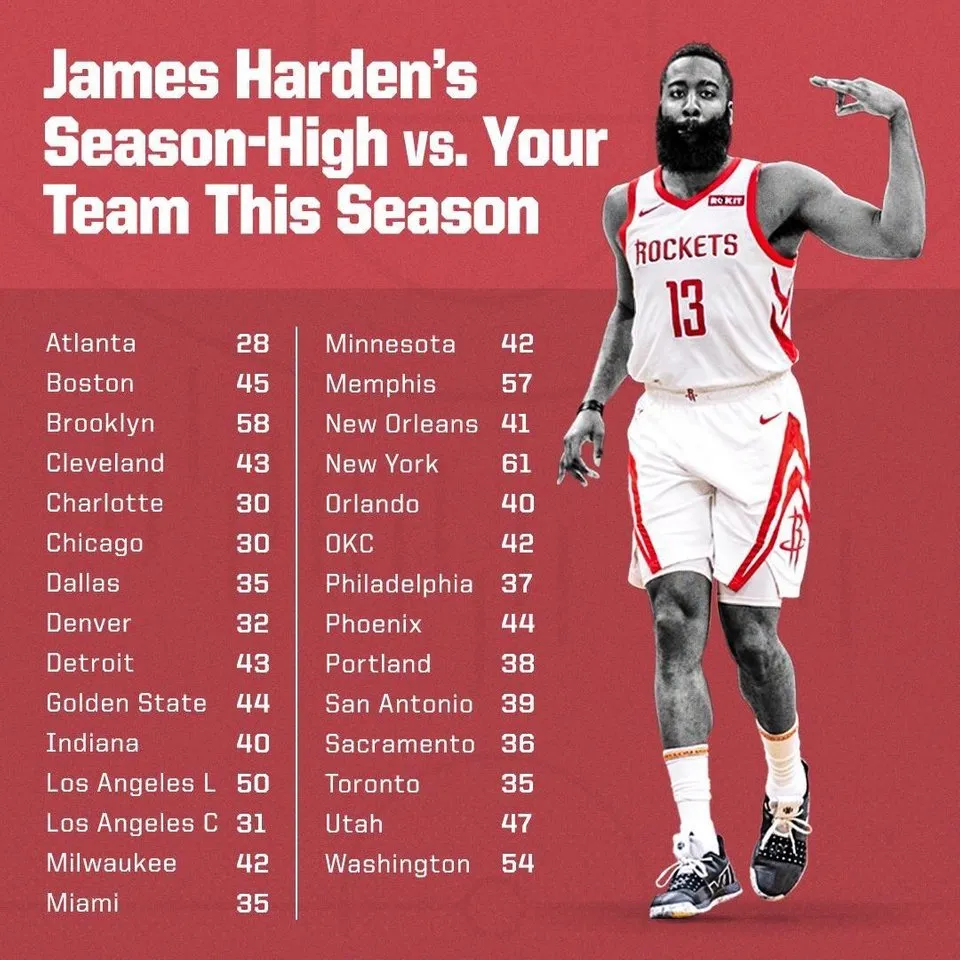 James Harden's
Season-High vs. Your
Team This Season
ROKiT
ROCKETS
13
R
R
Atlanta 28
Boston 45
Brooklyn 58
Cleveland 43
Charlotte 30
Chicago 30
Dallas 35
Denver 32
Detroit 43
Golden State 44
Indiana 40
Los Angeles L 50
Los Angeles C 31
Milwaukee 42
Miami 35
Minnesota 42
Memphis 57
New Orleans 41
New York 61
Orlando 40
OKC 42
Philadelphia 37
Phoenix 44
Portland 38
San Antonio 39
Sacramento 36
Toronto 35
Utah 47
Washington 54